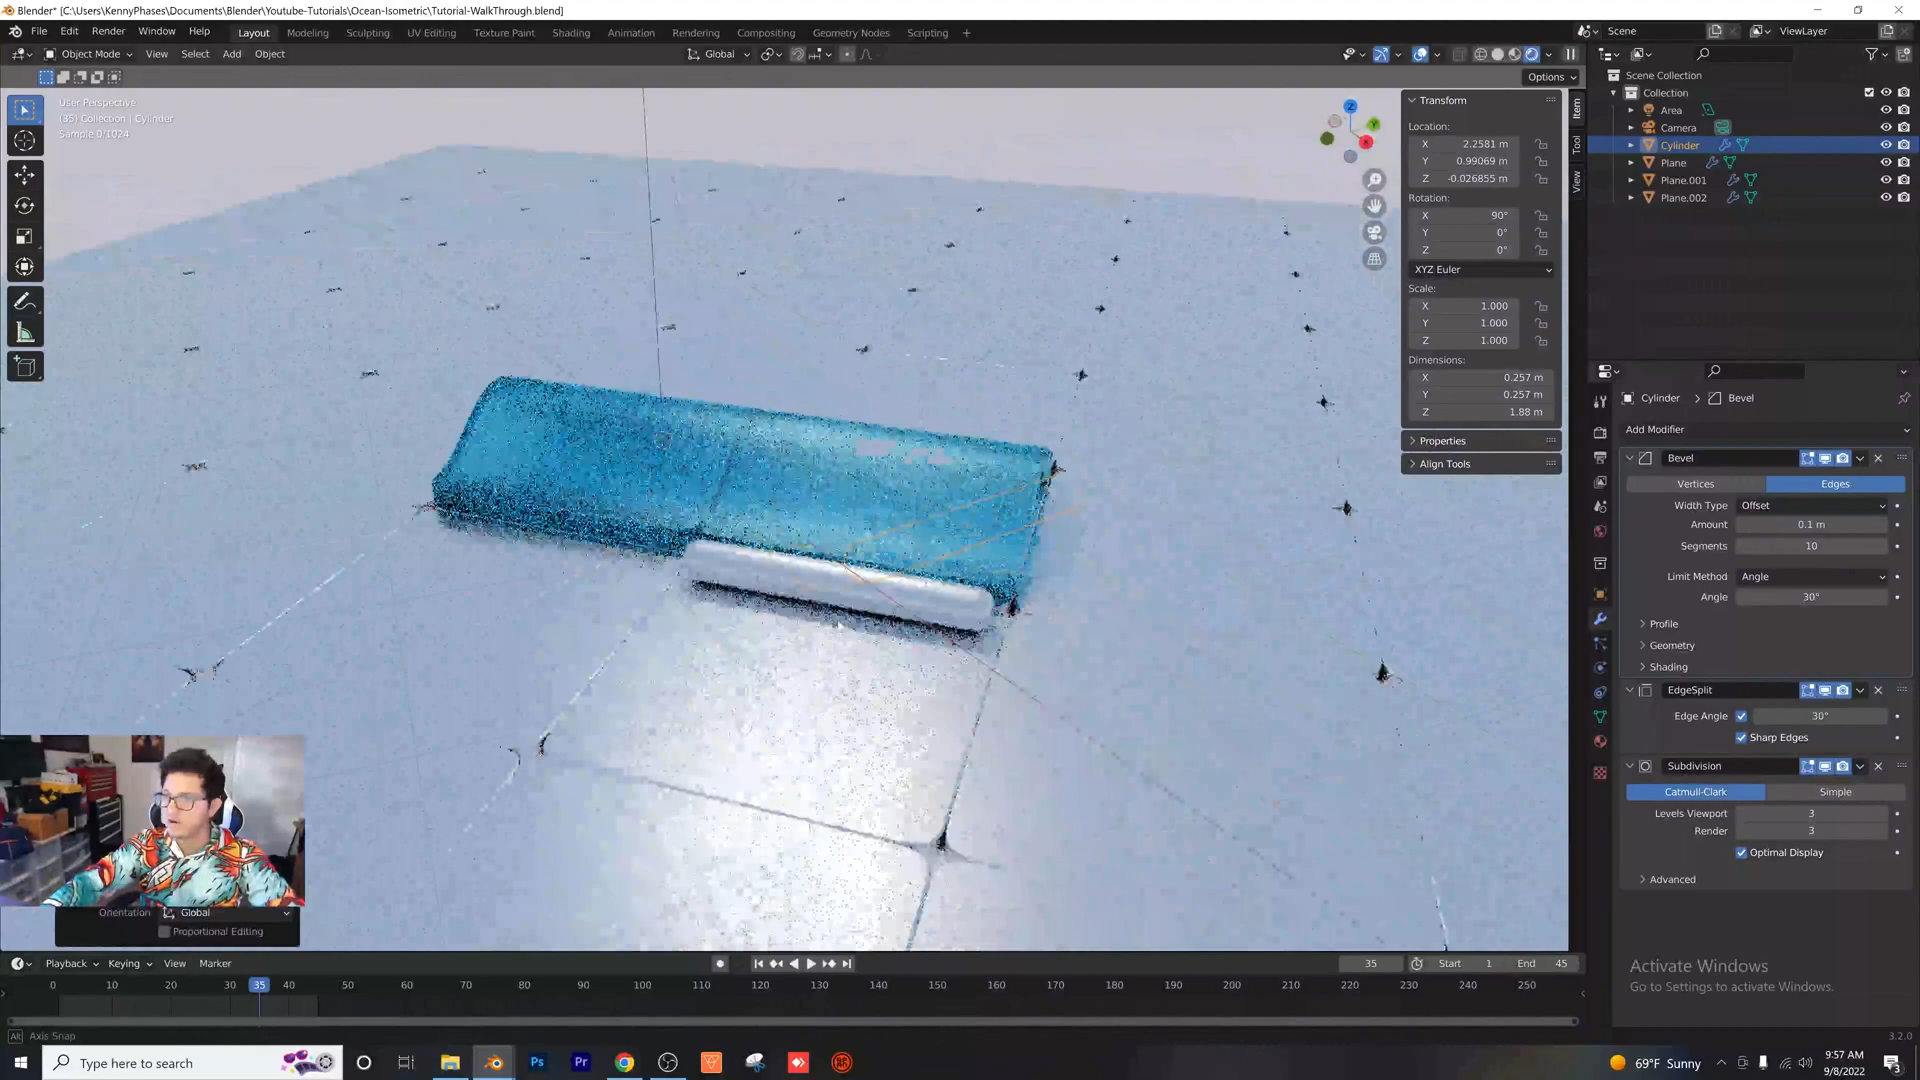 Blender* [C:\Users\KennyPhases\Documents\Blender\Youtube-Tutorials\Ocean-Isometric\Tutorial-WalkThrough.blend]
File Edit Render Window Help Layout Modeling Sculpting UV Editing Texture Paint Shading Animation Rendering Compositing Geometry Nodes Scripting + Scene ViewLayer
Object Mode View Select Add Object Global
Options
User Perspective
(35) Collection | Cylinder
Sample 0/1024
Z
Y
X
Transform
Location:
X 2.2581 m
Y 0.99069 m
Z -0.026855 m
Rotation:
X 90°
Y 0°
Z 0°
XYZ Euler
Scale:
X 1.000
Y 1.000
Z 1.000
Dimensions:
X 0.257 m
Y 0.257 m
Z 1.88 m
Properties
Align Tools
Item
Tool
View
Scene Collection
Collection
Area
Camera
Cylinder
Plane
Plane.001
Plane.002
Cylinder > Bevel
Add Modifier
Bevel
Vertices Edges
Width Type Offset
Amount 0.1 m
Segments 10
Limit Method Angle
Angle 30°
Profile
Geometry
Shading
EdgeSplit
Edge Angle 30°
Sharp Edges
Subdivision
Catmull-Clark Simple
Levels Viewport 3
Render 3
Optimal Display
Advanced
Orientation Global
Proportional Editing
Activate Windows
Go to Settings to activate Windows.
Playback Keying View Marker 35 Start 1 End 45
0 10 20 30 35 40 50 60 70 80 90 100 110 120 130 140 150 160 170 180 190 200 210 220 230 240 250
Alt Axis Snap 3.2.0
Type here to search Ps Pr 69°F Sunny 9:57 AM
9/8/2022 3